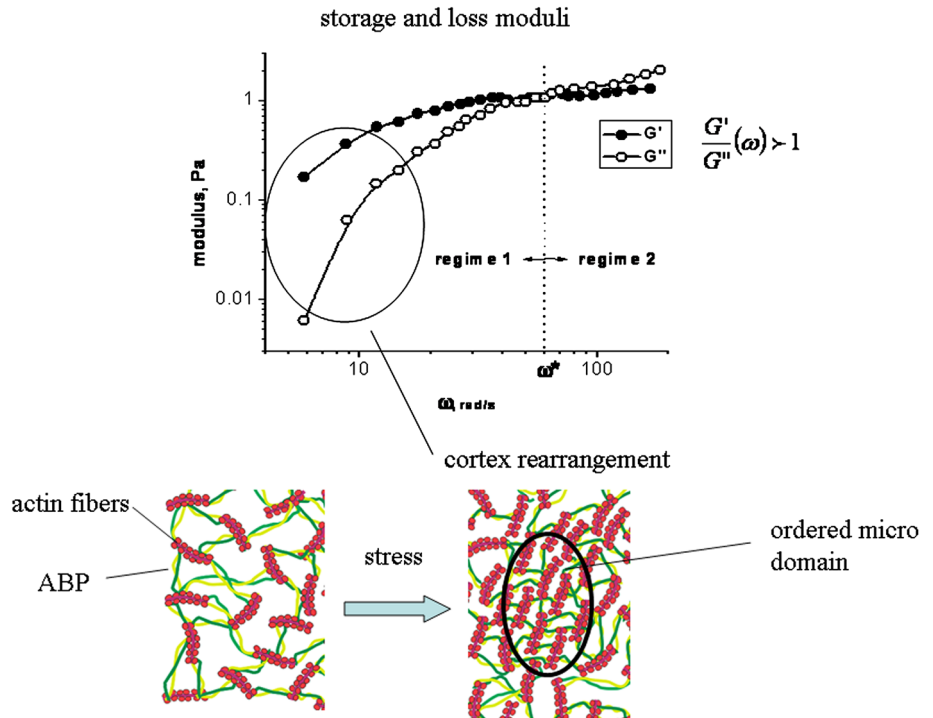 storage and loss moduli
modulus, Pa
1
0.1
0.01
G'
G''
G'/G'' (ω) ≻ 1
regime 1
regime 2
10
ω*
100
ω, rad/s
cortex rearrangement
actin fibers
ABP
stress
ordered micro
domain